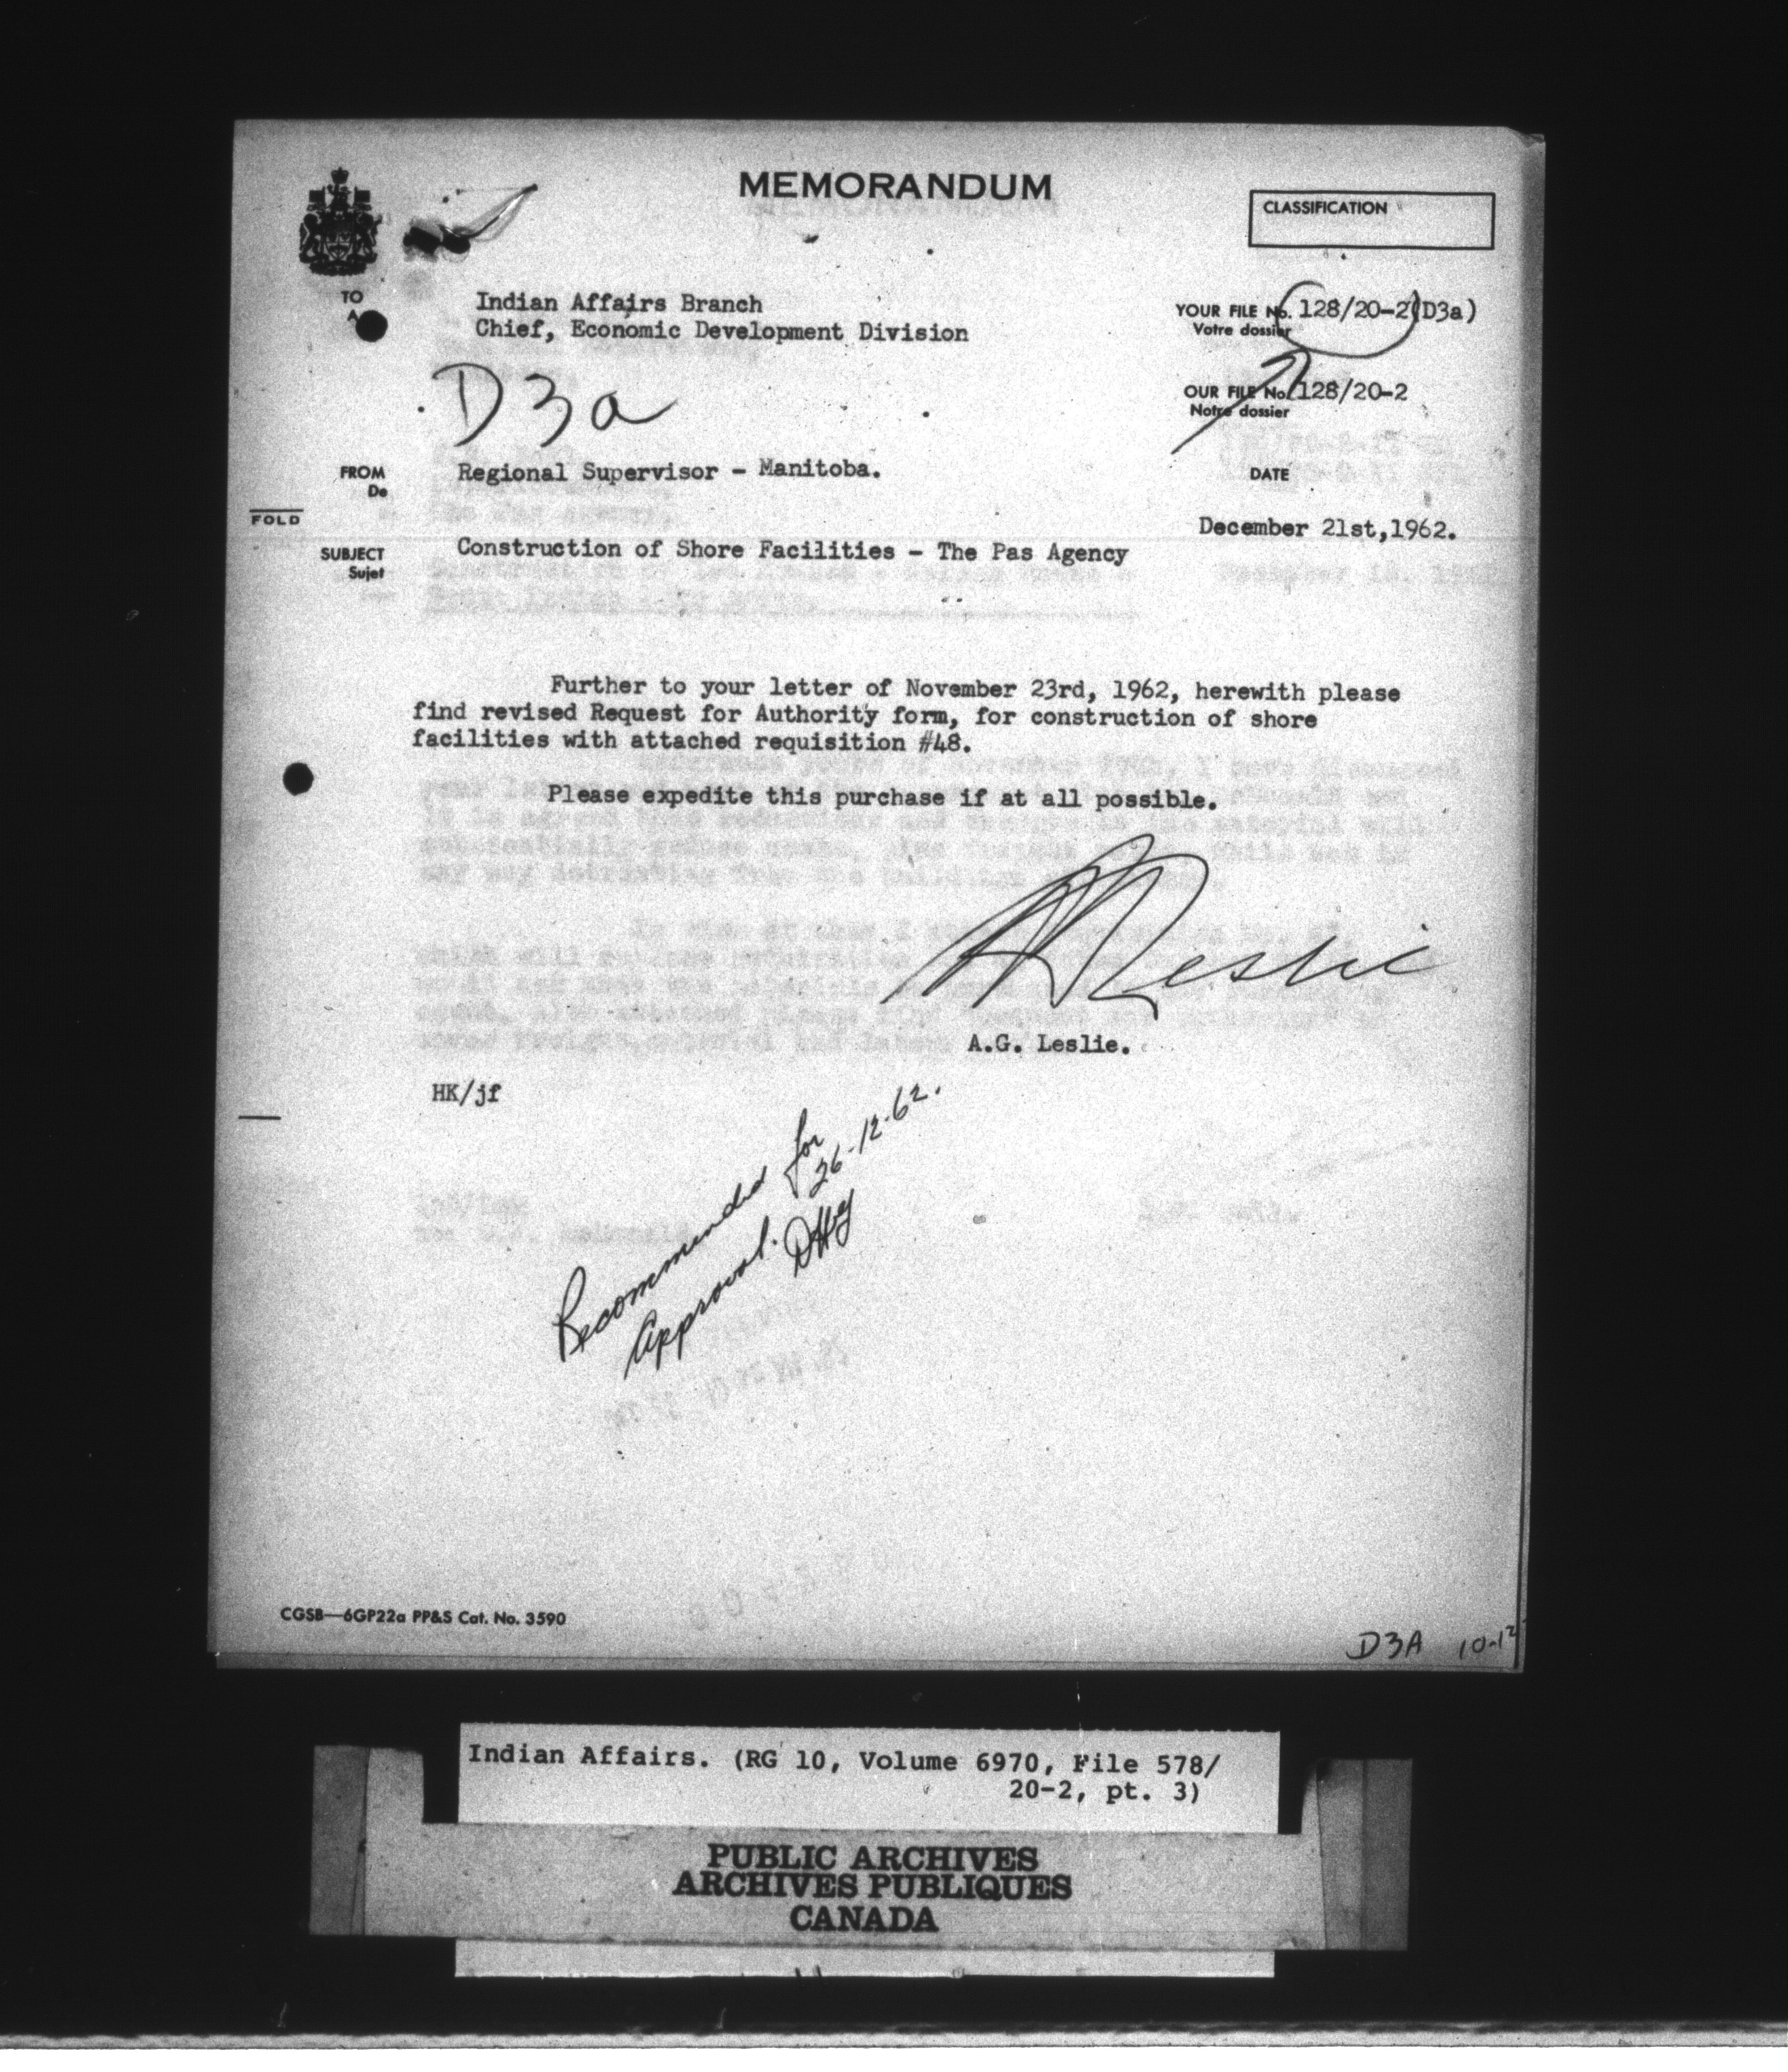 MEMORANDUM
CLASSIFICATION
TO
A
Indian Affairs Branch
Chief, Economic Development Division
YOUR FILE No. 128/20-2(D3a)
Votre dossier
D3a
OUR FILE No. 128/20-2
Notre dossier
FROM
De
Regional Supervisor - Manitoba.
DATE
FOLD
December 21st,1962.
SUBJECT
Sujet
Construction of Shore Facilities - The Pas Agency
Further to your letter of November 23rd, 1962, herewith please
find revised Request for Authority form, for construction of shore
facilities with attached requisition #48.
Please expedite this purchase if at all possible.
A Leslie
A.G. Leslie.
HK/jf
Recommended for
Approval.
26-12-62.
CGSB—6GP22a PP&S Cat. No. 3590
D3A 10-12
Indian Affairs. (RG 10, Volume 6970, File 578/
20-2, pt. 3)
PUBLIC ARCHIVES
ARCHIVES PUBLIQUES
CANADA